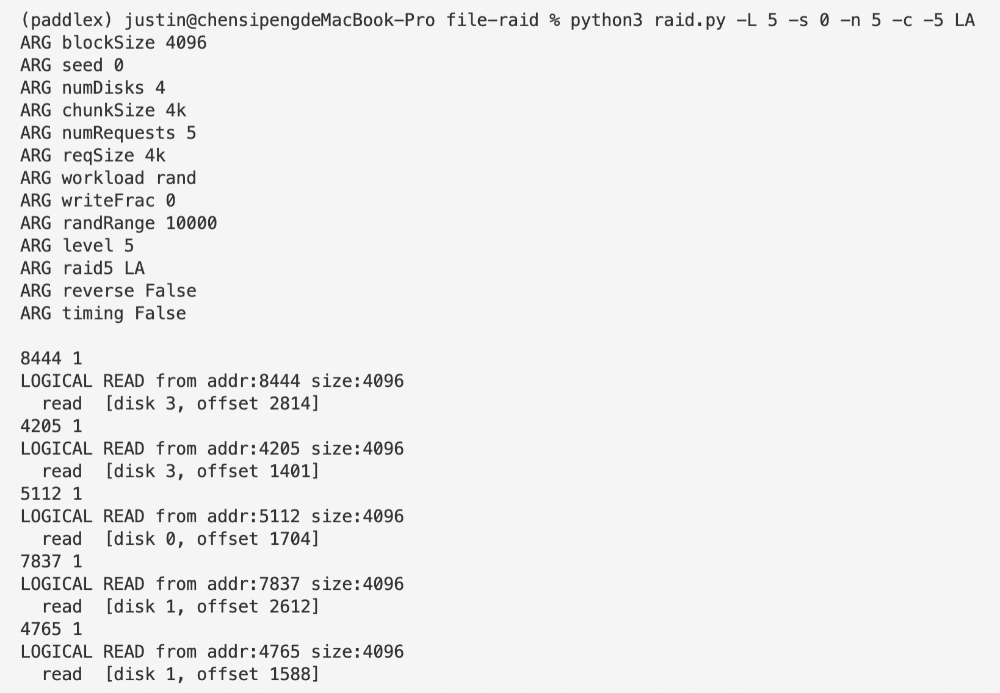 (paddlex) justin@chensipengdeMacBook-Pro file-raid % python3 raid.py -L 5 -s 0 -n 5 -c -5 LA
ARG blockSize 4096
ARG seed 0
ARG numDisks 4
ARG chunkSize 4k
ARG numRequests 5
ARG reqSize 4k
ARG workload rand
ARG writeFrac 0
ARG randRange 10000
ARG level 5
ARG raid5 LA
ARG reverse False
ARG timing False

8444 1
LOGICAL READ from addr:8444 size:4096
  read  [disk 3, offset 2814]
4205 1
LOGICAL READ from addr:4205 size:4096
  read  [disk 3, offset 1401]
5112 1
LOGICAL READ from addr:5112 size:4096
  read  [disk 0, offset 1704]
7837 1
LOGICAL READ from addr:7837 size:4096
  read  [disk 1, offset 2612]
4765 1
LOGICAL READ from addr:4765 size:4096
  read  [disk 1, offset 1588]